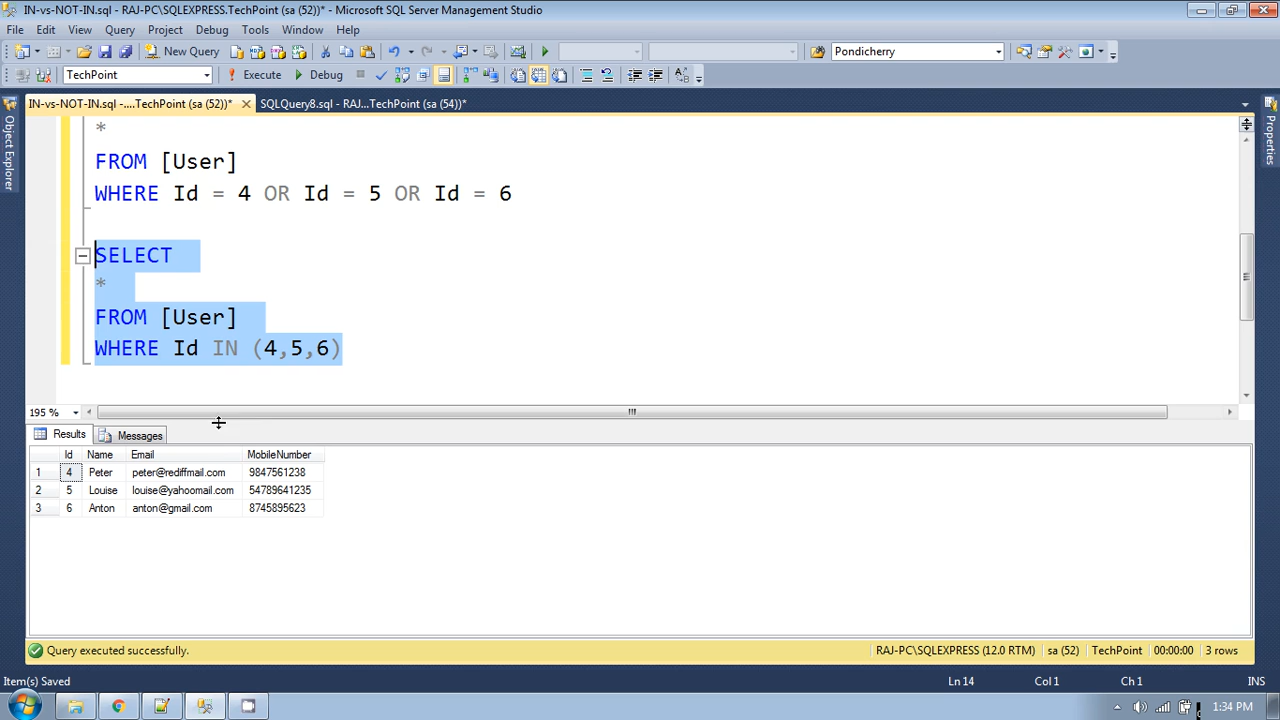 IN-vs-NOT-IN.sql - RAJ-PC\SQLEXPRESS.TechPoint (sa (52))* - Microsoft SQL Server Management Studio
File Edit View Query Project Debug Tools Window Help
New Query Pondicherry
TechPoint Execute Debug
IN-vs-NOT-IN.sql -....TechPoint (sa (52))* SQLQuery8.sql - RAJ...TechPoint (sa (54))*
Object Explorer
Properties
*
FROM [User]
WHERE Id = 4 OR Id = 5 OR Id = 6
SELECT
*
FROM [User]
WHERE Id IN (4,5,6)
195 %
Results Messages
Id Name Email MobileNumber
1 4 Peter peter@rediffmail.com 9847561238
2 5 Louise louise@yahoomail.com 54789641235
3 6 Anton anton@gmail.com 8745895623
Query executed successfully. RAJ-PC\SQLEXPRESS (12.0 RTM) sa (52) TechPoint 00:00:00 3 rows
Item(s) Saved Ln 14 Col 1 Ch 1 INS
1:34 PM